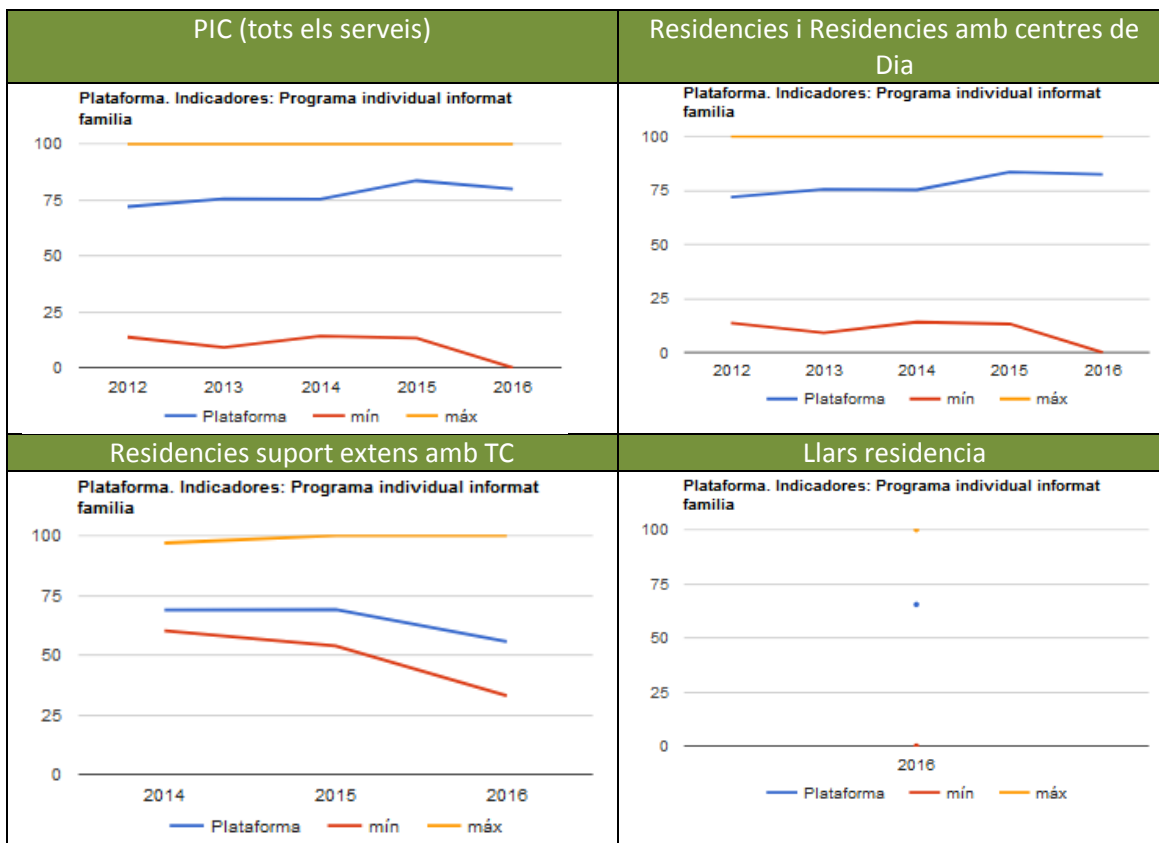 PIC (tots els serveis)
Plataforma. Indicadores: Programa individual informat
familia
100
75
50
25
0
2012 2013 2014 2015 2016
Plataforma mín máx
Residencies i Residencies amb centres de
Dia
Plataforma. Indicadores: Programa individual informat
familia
100
75
50
25
0
2012 2013 2014 2015 2016
Plataforma mín máx
Residencies suport extens amb TC
Plataforma. Indicadores: Programa individual informat
familia
100
75
50
25
0
2014 2015 2016
Plataforma mín máx
Llars residencia
Plataforma. Indicadores: Programa individual informat
familia
100
75
50
25
0
2016
Plataforma mín máx